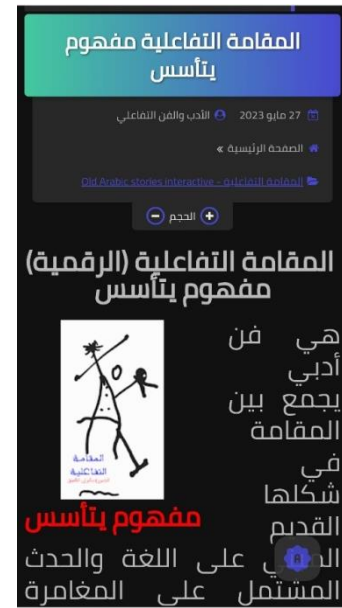 المقامة التفاعلية مفهوم
يتأسس
27 مايو 2023 الأدب والفن التفاعلي
الصفحة الرئيسية »
المقامة التفاعلية - Old Arabic stories interactive
الحجم
المقامة التفاعلية (الرقمية)
مفهوم يتأسس
هي فن
أدبي
يجمع بين
المقامة
في
شكلها
القديم
المقامة
التفاعلية
مفهوم يتأسس
على اللغة والحدث
المشتمل على المغامرة